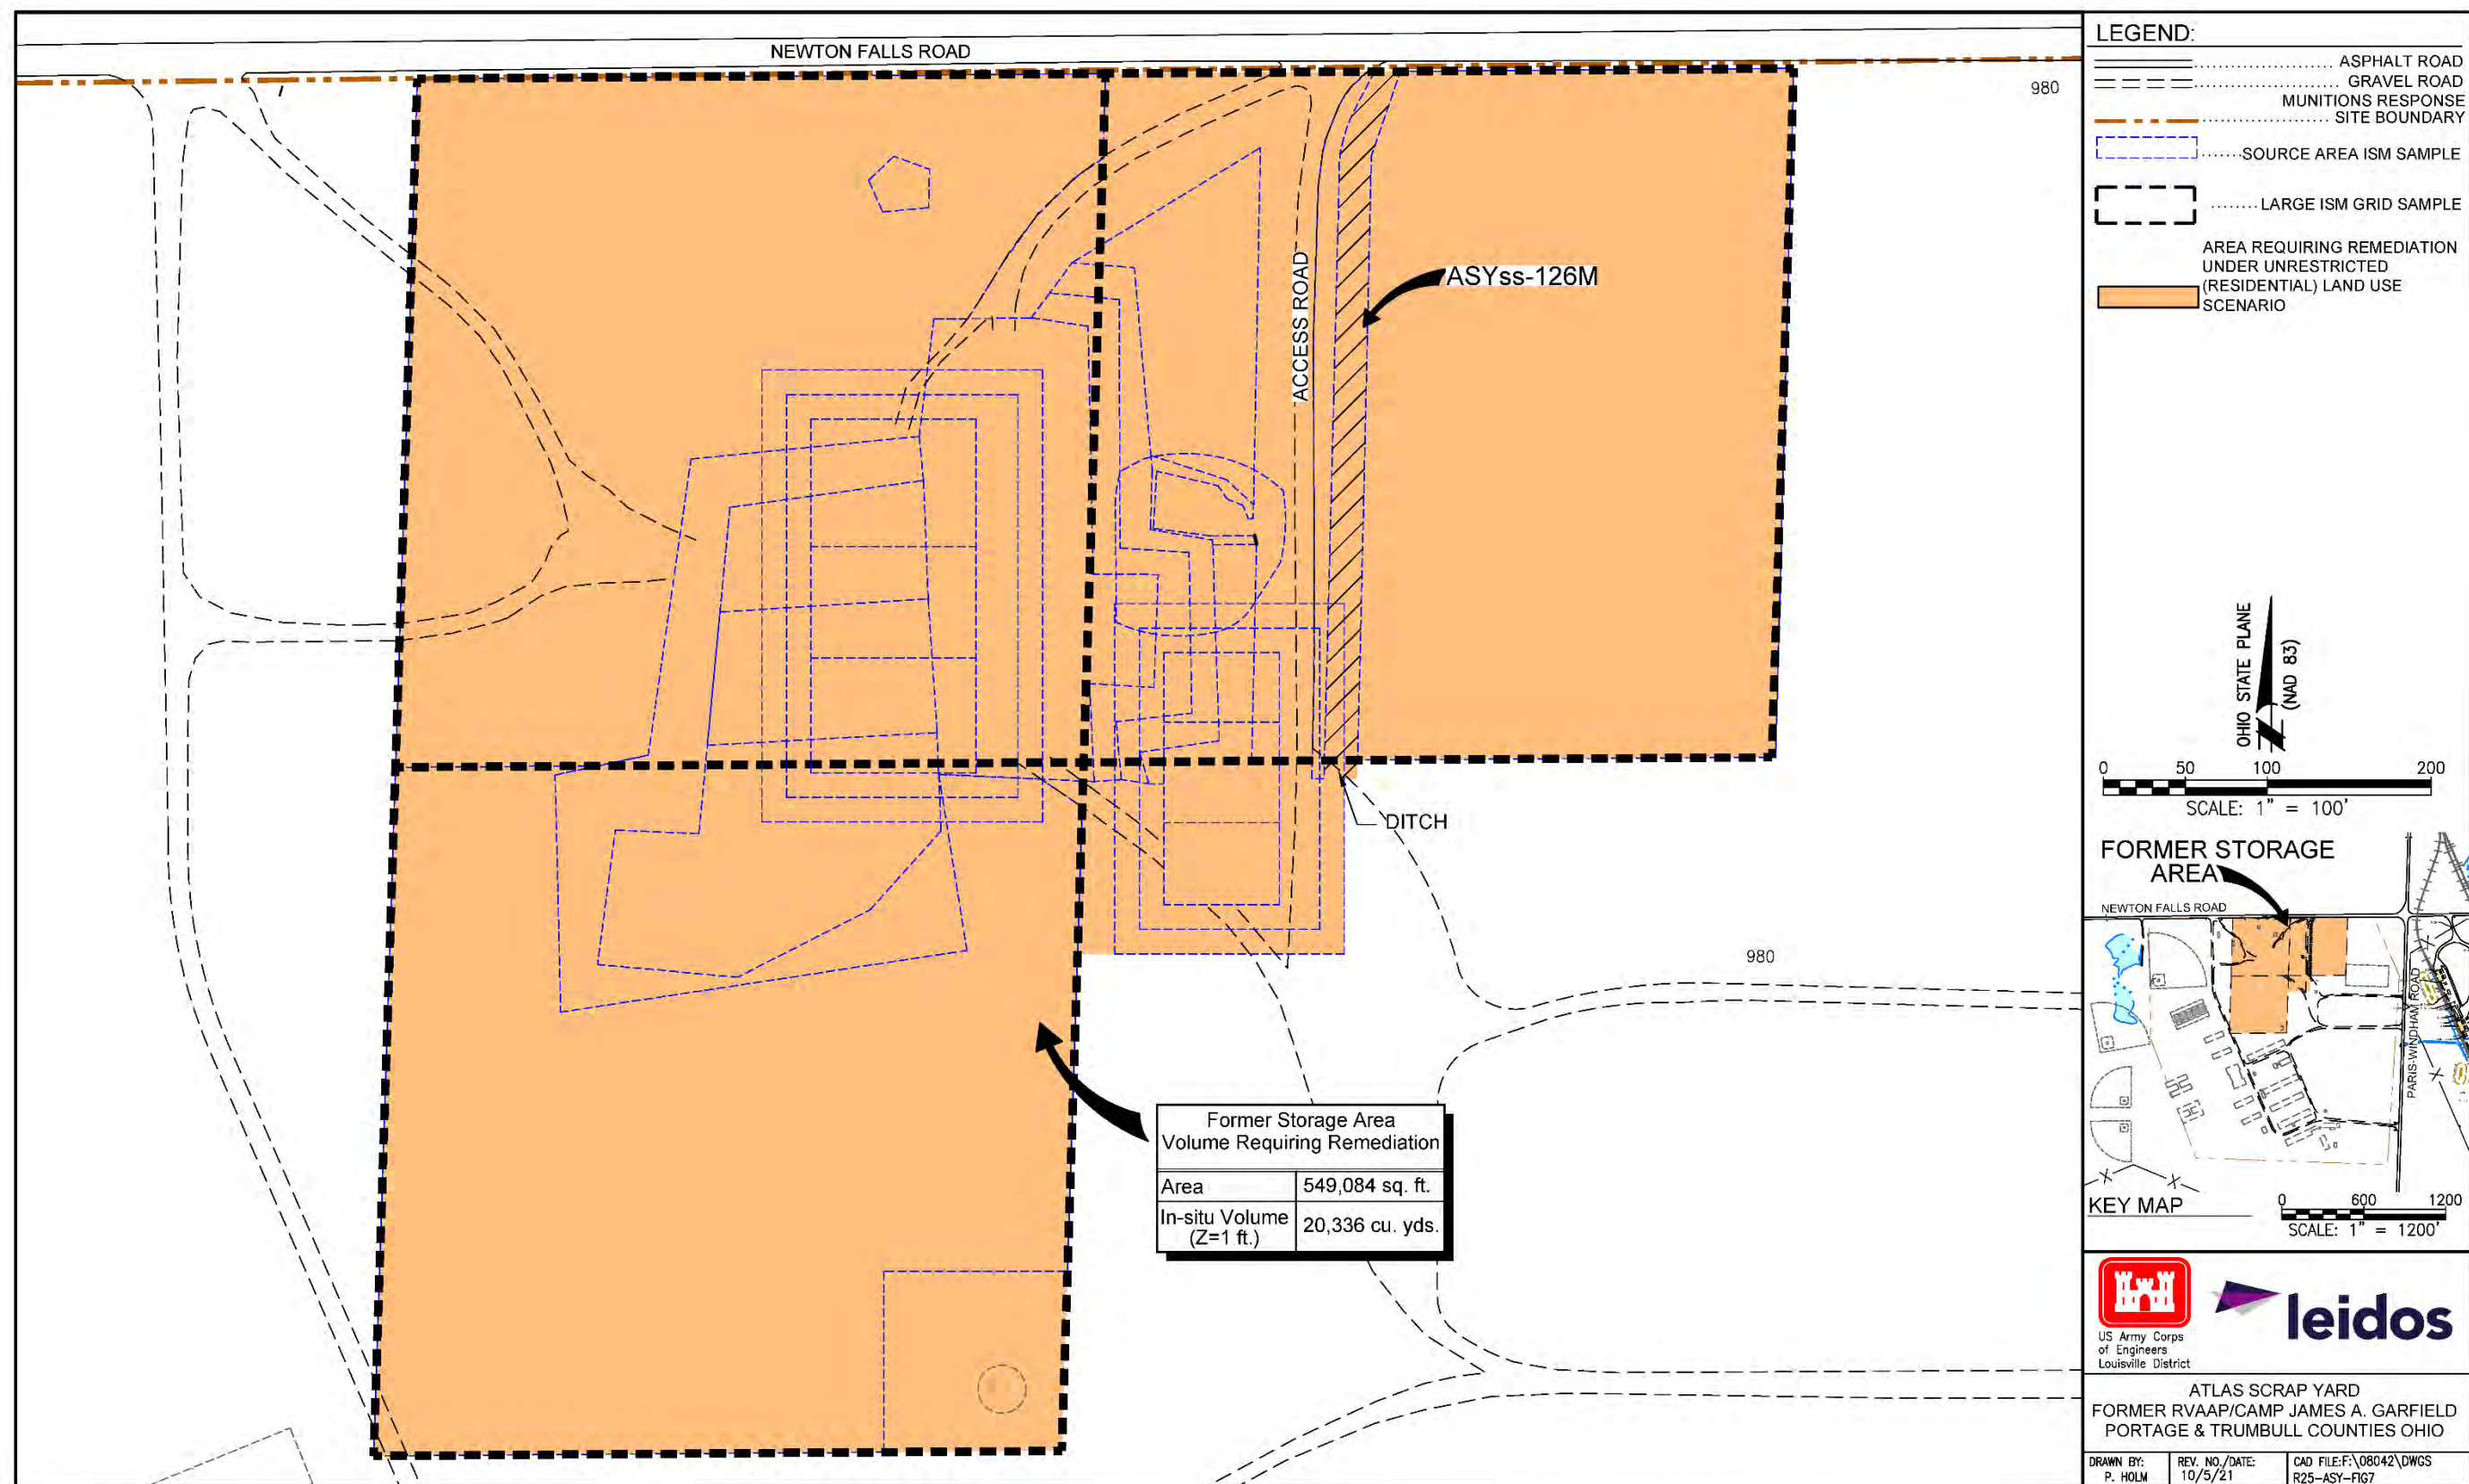 NEWTON FALLS ROAD
980
ACCESS ROAD
ASYss-126M
DITCH
980
Former Storage Area
Volume Requiring Remediation
Area 549,084 sq. ft.
In-situ Volume
(Z=1 ft.) 20,336 cu. yds.
LEGEND:
ASPHALT ROAD
GRAVEL ROAD
MUNITIONS RESPONSE
SITE BOUNDARY
SOURCE AREA ISM SAMPLE
LARGE ISM GRID SAMPLE
AREA REQUIRING REMEDIATION
UNDER UNRESTRICTED
(RESIDENTIAL) LAND USE
SCENARIO
OHIO STATE PLANE
(NAD 83)
0 50 100 200
SCALE: 1" = 100'
FORMER STORAGE
AREA
NEWTON FALLS ROAD
PARIS-WINDHAM ROAD
KEY MAP
0 600 1200
SCALE: 1" = 1200'
US Army Corps
of Engineers
Louisville District
leidos
ATLAS SCRAP YARD
FORMER RVAAP/CAMP JAMES A. GARFIELD
PORTAGE & TRUMBULL COUNTIES OHIO
DRAWN BY:
P. HOLM
REV. NO./DATE:
10/5/21
CAD FILE:F:\08042\DWGS
R25-ASY-FIG7